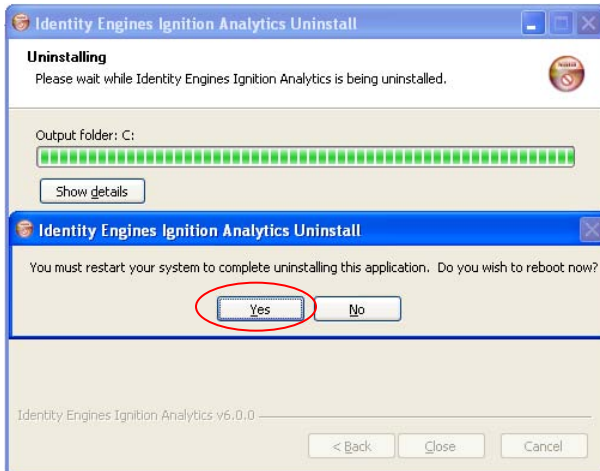 Identity Engines Ignition Analytics Uninstall
Uninstalling
Please wait while Identity Engines Ignition Analytics is being uninstalled.
Output folder: C:
Show details
Identity Engines Ignition Analytics Uninstall
You must restart your system to complete uninstalling this application. Do you wish to reboot now?
Yes No
Identity Engines Ignition Analytics v6.0.0
< Back Close Cancel